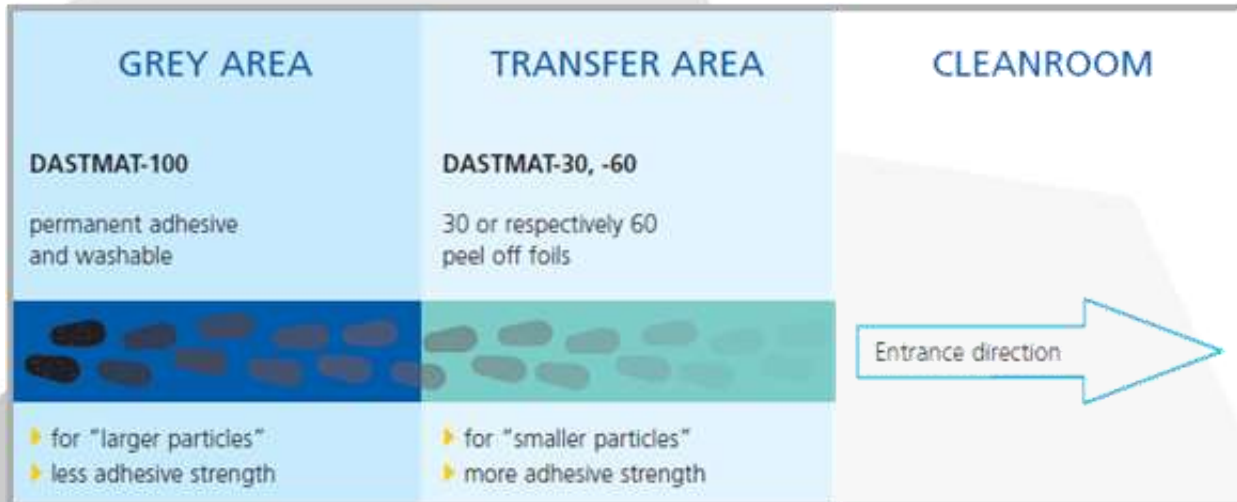 GREY AREA
DASTMAT-100
permanent adhesive
and washable
for "larger particles"
less adhesive strength
TRANSFER AREA
DASTMAT-30, -60
30 or respectively 60
peel off foils
for "smaller particles"
more adhesive strength
CLEANROOM
Entrance direction